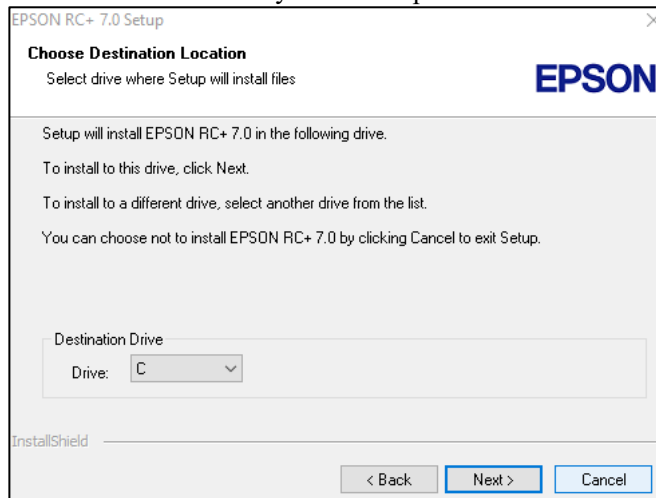 EPSON RC+ 7.0 Setup
Choose Destination Location
Select drive where Setup will install files
EPSON
Setup will install EPSON RC+ 7.0 in the following drive.
To install to this drive, click Next.
To install to a different drive, select another drive from the list.
You can choose not to install EPSON RC+ 7.0 by clicking Cancel to exit Setup.
Destination Drive
Drive: C
InstallShield
< Back Next > Cancel